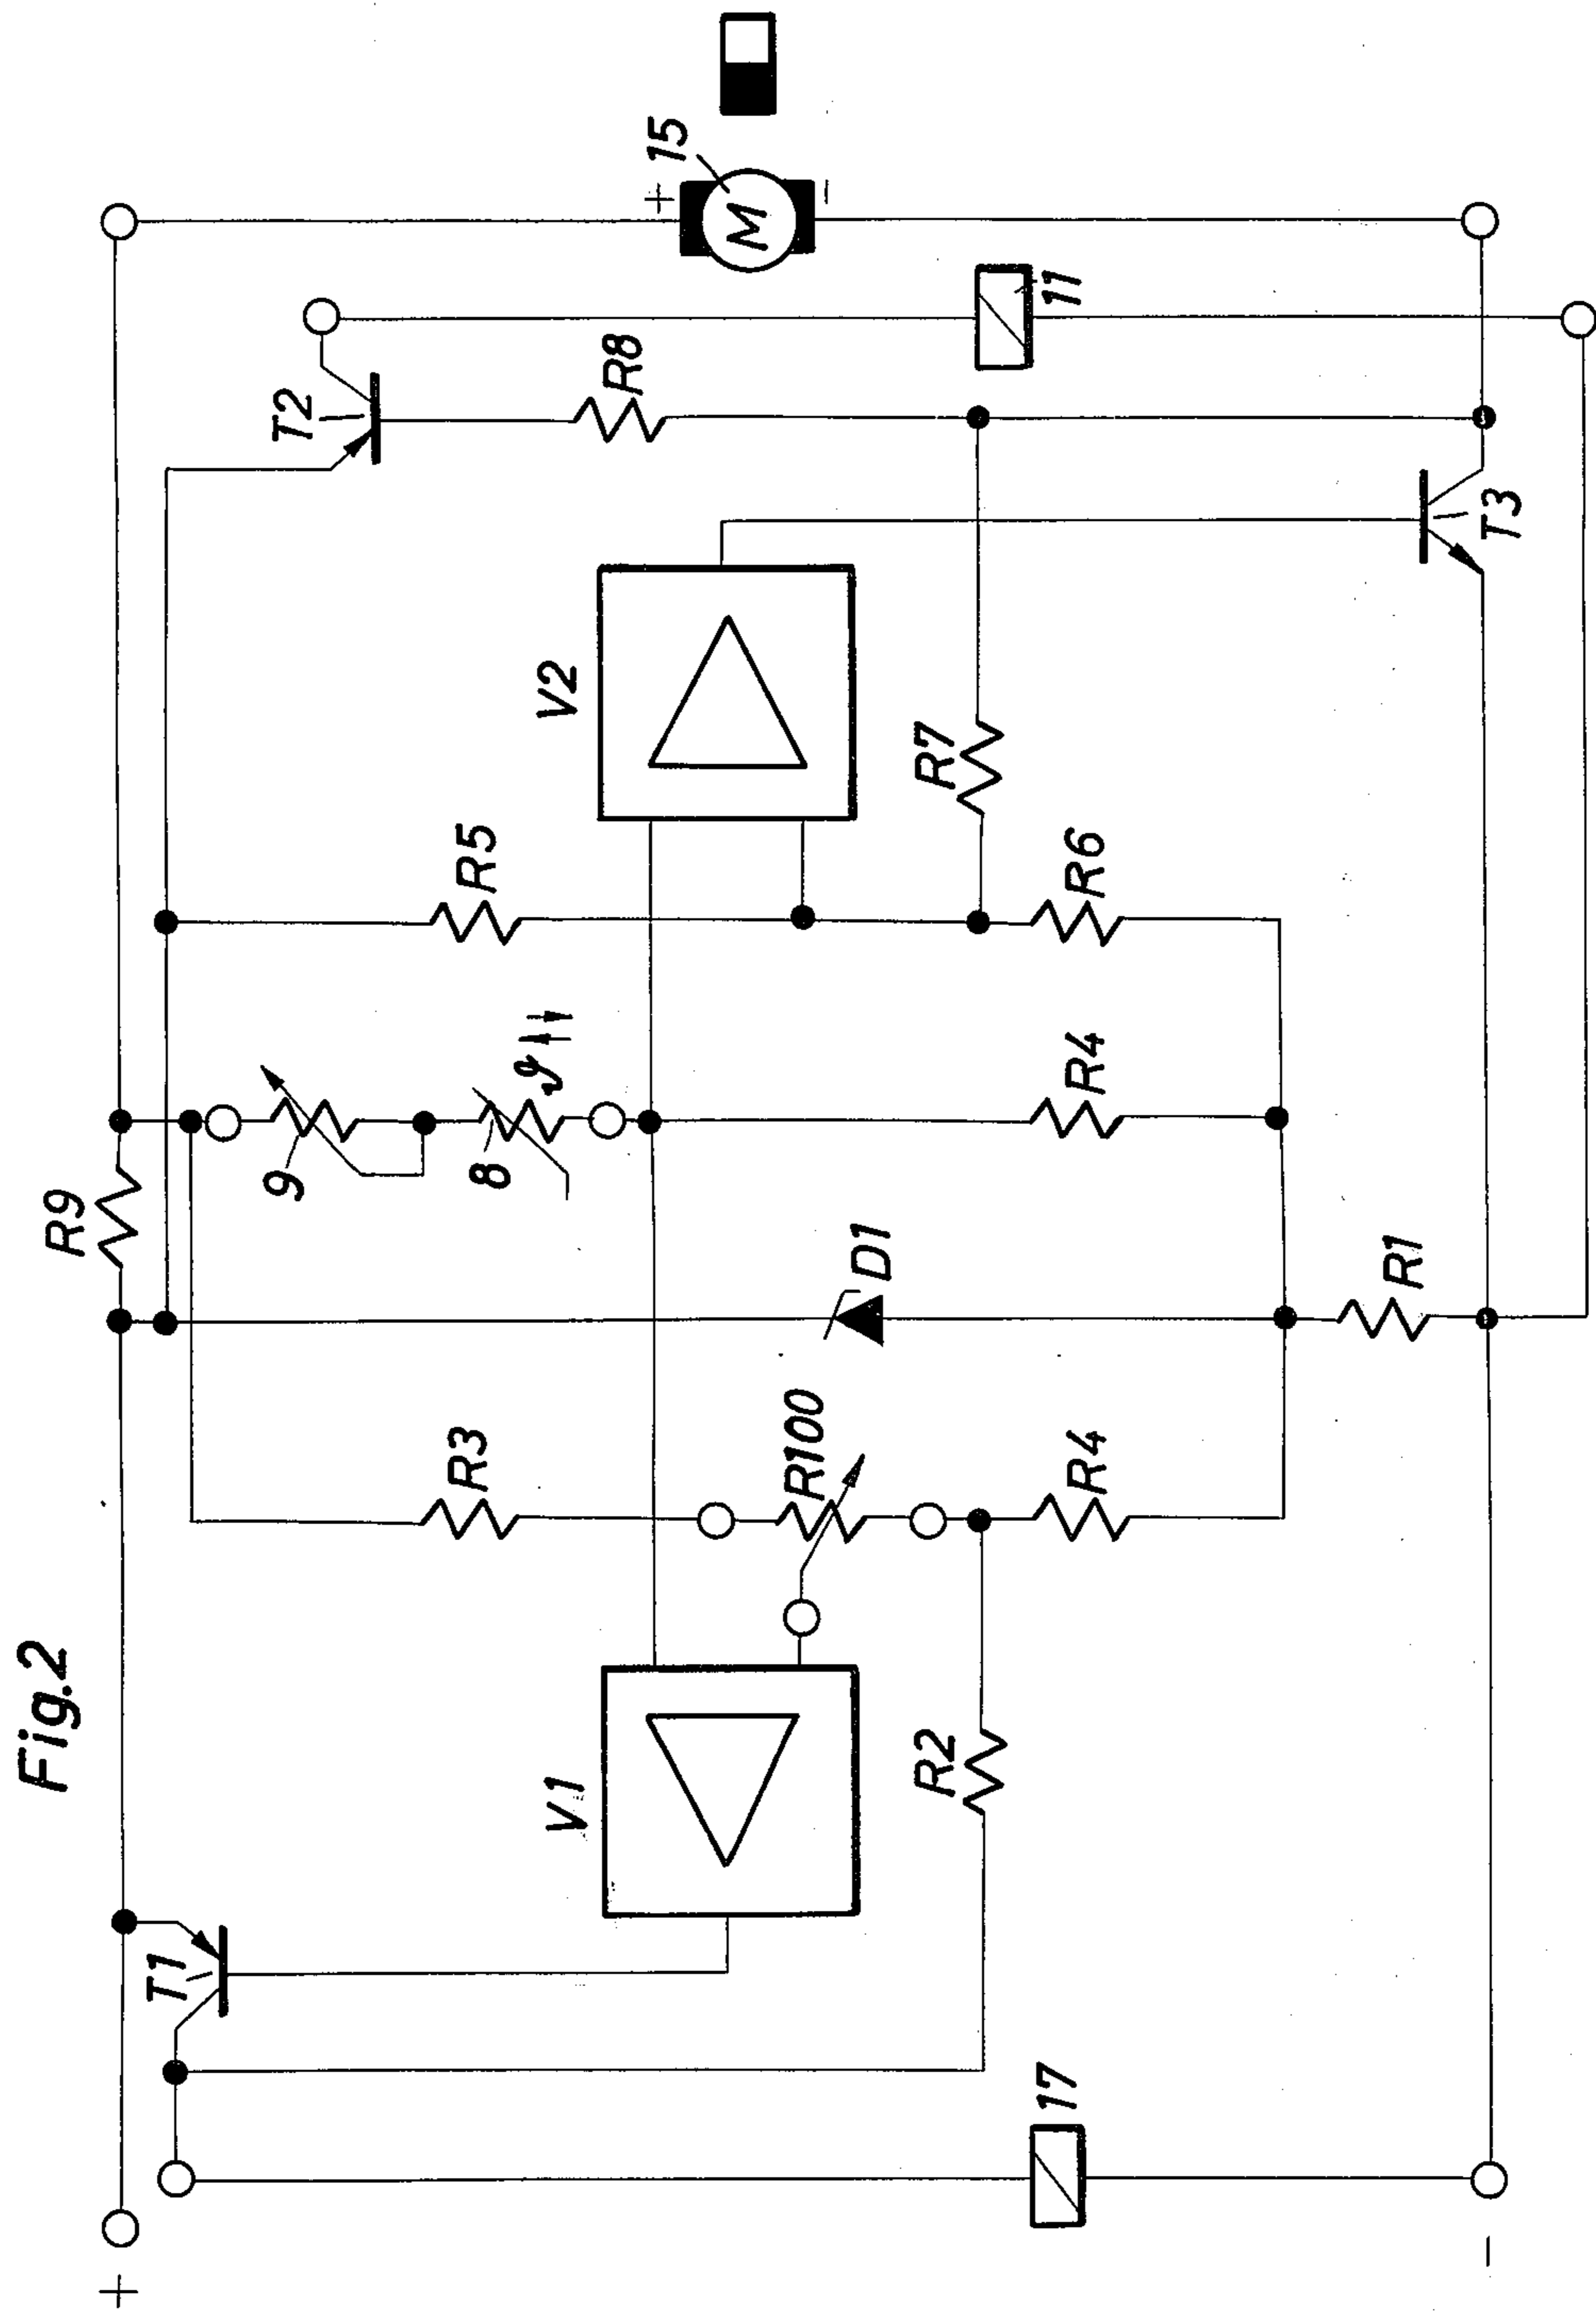 Fig.2
+
R9
T1
T2
+
15
M
−
9
R3
R5
8
ϑ
V1
V2
R8
R100
D1
R2
R7
11
17
R4
R4
R6
R1
T3
−